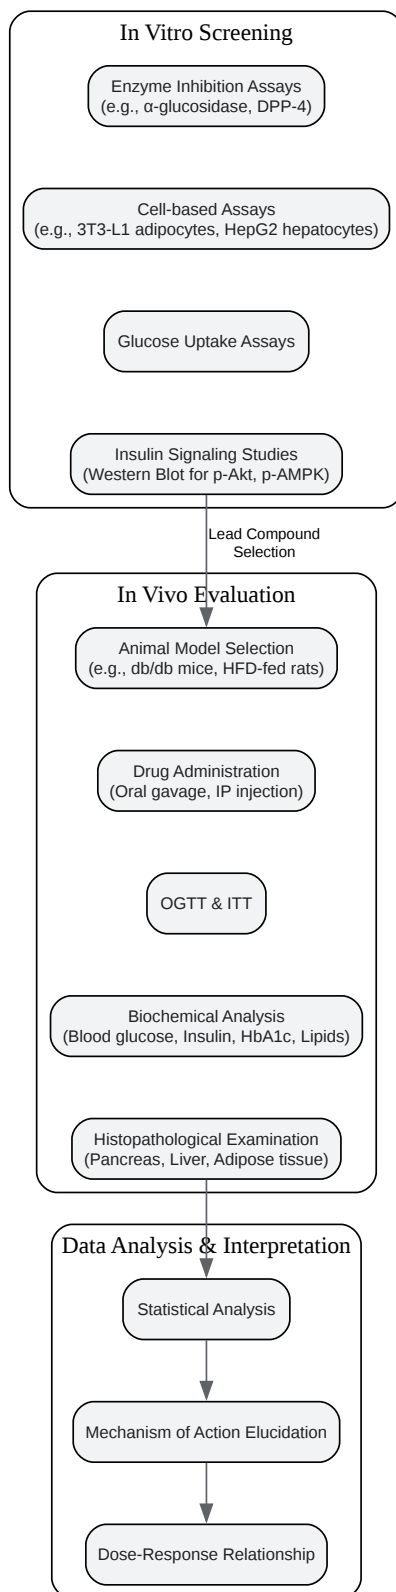 In Vitro Screening
Enzyme Inhibition Assays
(e.g., α-glucosidase, DPP-4)
Cell-based Assays
(e.g., 3T3-L1 adipocytes, HepG2 hepatocytes)
Glucose Uptake Assays
Insulin Signaling Studies
(Western Blot for p-Akt, p-AMPK)
Lead Compound
Selection
In Vivo Evaluation
Animal Model Selection
(e.g., db/db mice, HFD-fed rats)
Drug Administration
(Oral gavage, IP injection)
OGTT & ITT
Biochemical Analysis
(Blood glucose, Insulin, HbA1c, Lipids)
Histopathological Examination
(Pancreas, Liver, Adipose tissue)
Data Analysis & Interpretation
Statistical Analysis
Mechanism of Action Elucidation
Dose-Response Relationship